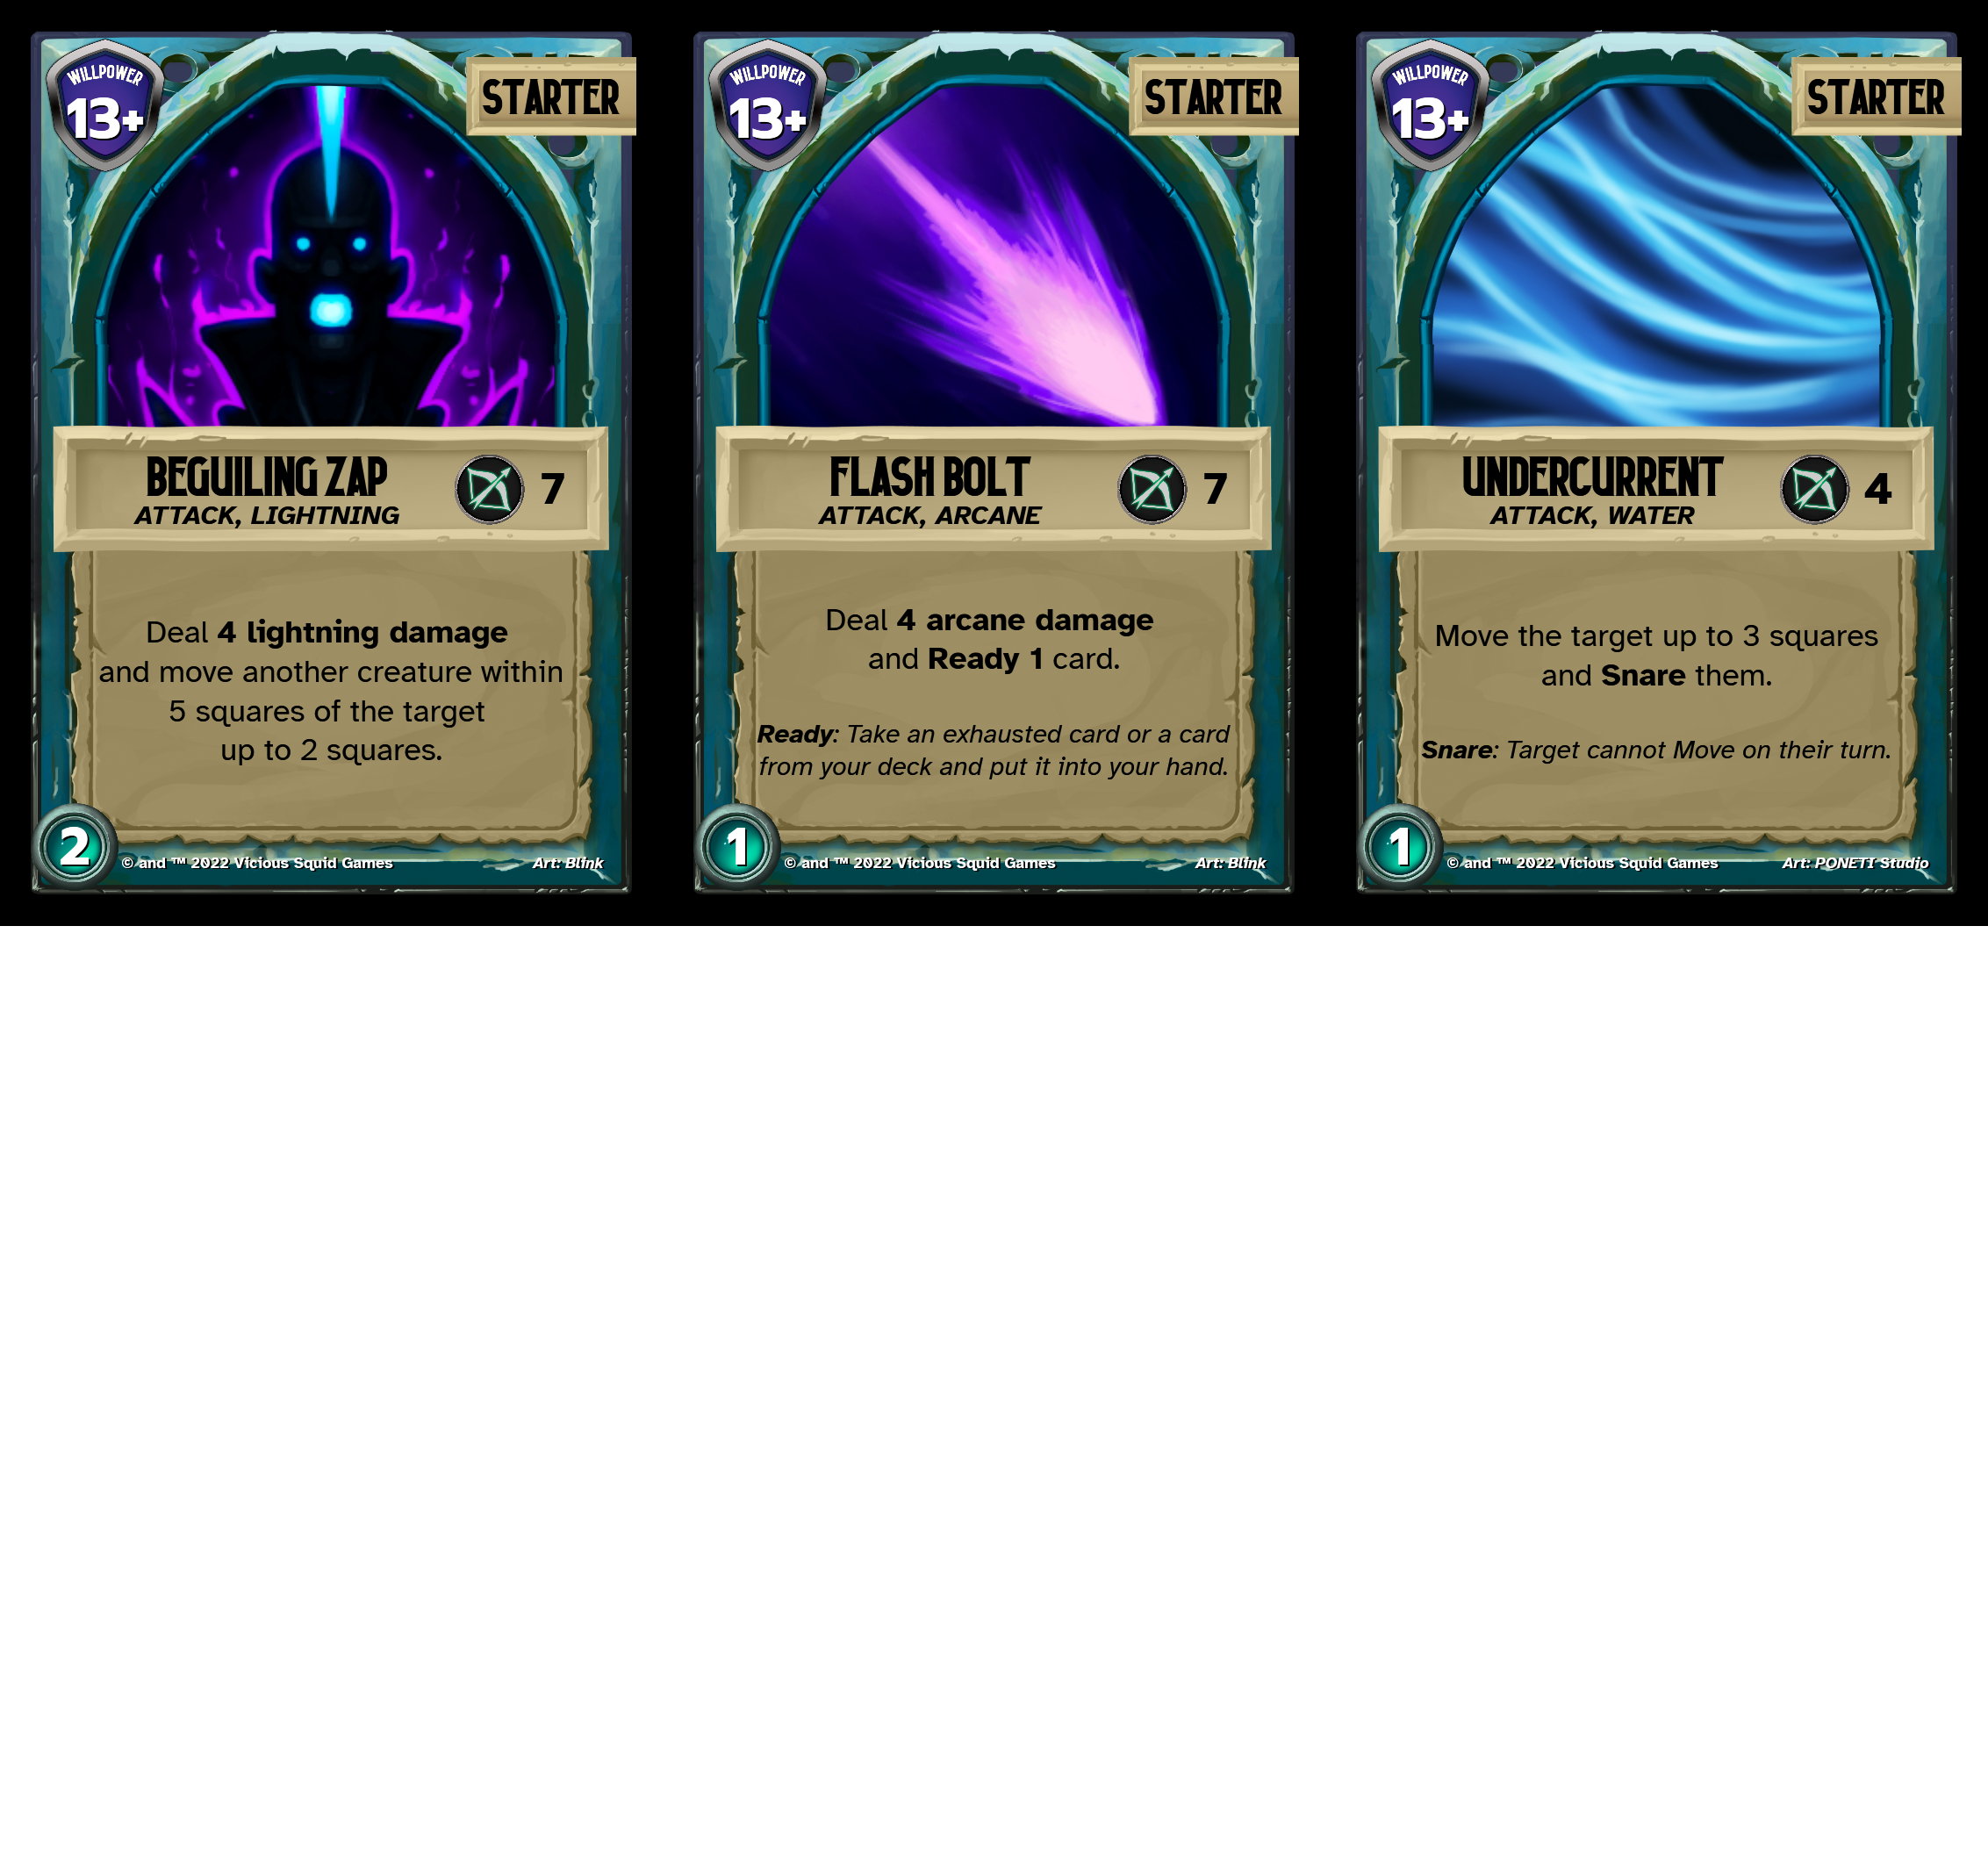 WILLPOWER
13+
STARTER
BEGUILING ZAP
ATTACK, LIGHTNING
7
Deal 4 lightning damage
and move another creature within
5 squares of the target
up to 2 squares.
2
© and ™ 2022 Vicious Squid Games
Art: Blink
WILLPOWER
13+
STARTER
FLASH BOLT
ATTACK, ARCANE
7
Deal 4 arcane damage
and Ready 1 card.
Ready: Take an exhausted card or a card
from your deck and put it into your hand.
1
© and ™ 2022 Vicious Squid Games
Art: Blink
WILLPOWER
13+
STARTER
UNDERCURRENT
ATTACK, WATER
4
Move the target up to 3 squares
and Snare them.
Snare: Target cannot Move on their turn.
1
© and ™ 2022 Vicious Squid Games
Art: PONETI Studio